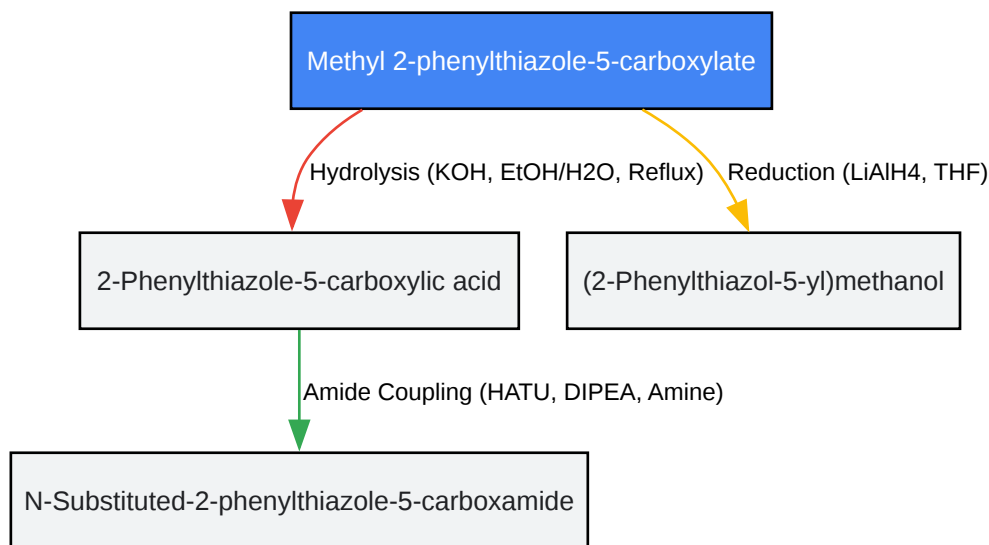 Methyl 2-phenylthiazole-5-carboxylate
Hydrolysis (KOH, EtOH/H2O, Reflux)
Reduction (LiAlH4, THF)
2-Phenylthiazole-5-carboxylic acid
(2-Phenylthiazol-5-yl)methanol
Amide Coupling (HATU, DIPEA, Amine)
N-Substituted-2-phenylthiazole-5-carboxamide